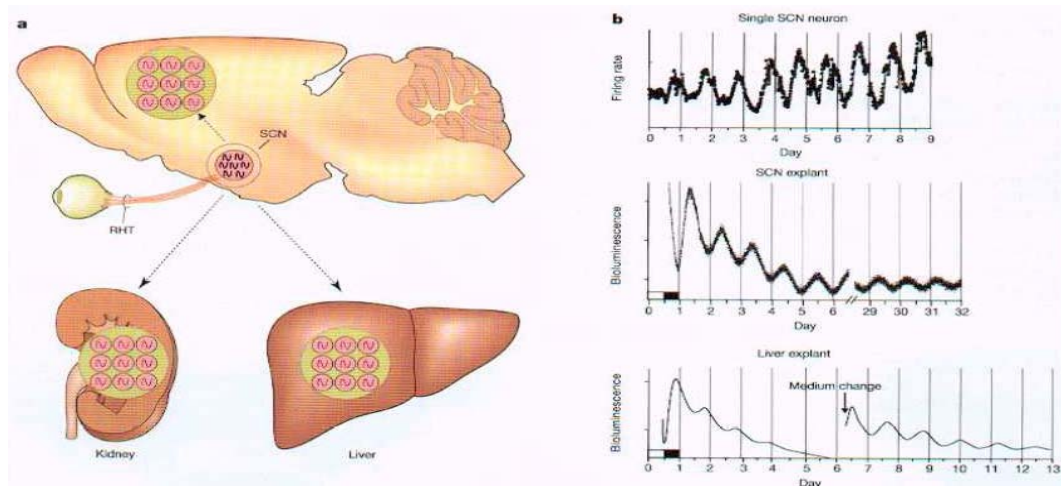 a
SCN
RHT
Kidney
Liver
b
Single SCN neuron
Firing rate
0 1 2 3 4 5 6 7 8 9
Day
SCN explant
Bioluminescence
0 1 2 3 4 5 6 29 30 31 32
Day
Liver explant
Medium change
Bioluminescence
0 1 2 3 4 5 6 7 8 9 10 11 12 13
Day